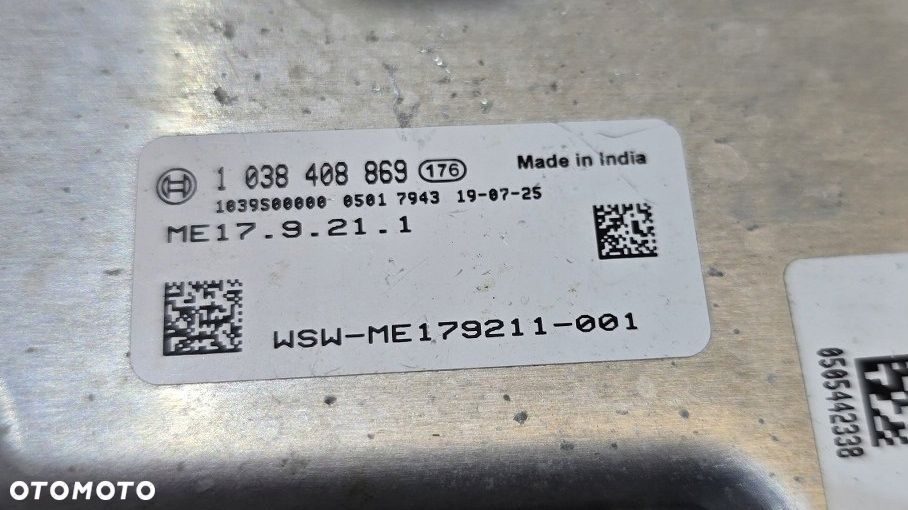 1 038 408 869 176 Made in India
1039S00000 0501 7943 19-07-25
ME17.9.21.1
WSW-ME179211-001
0505442338
OTOMOTO